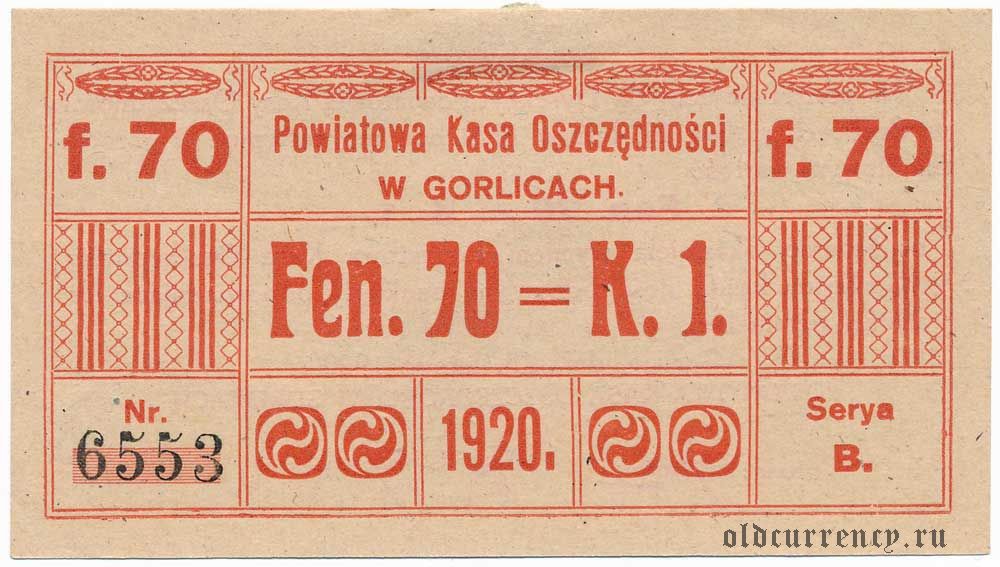 f. 70
Powiatowa Kasa Oszczędności
W GORLICACH.
f. 70
Fen. 70 = K. 1.
Nr.
6553
1920.
Serya
B.
oldcurrency.ru